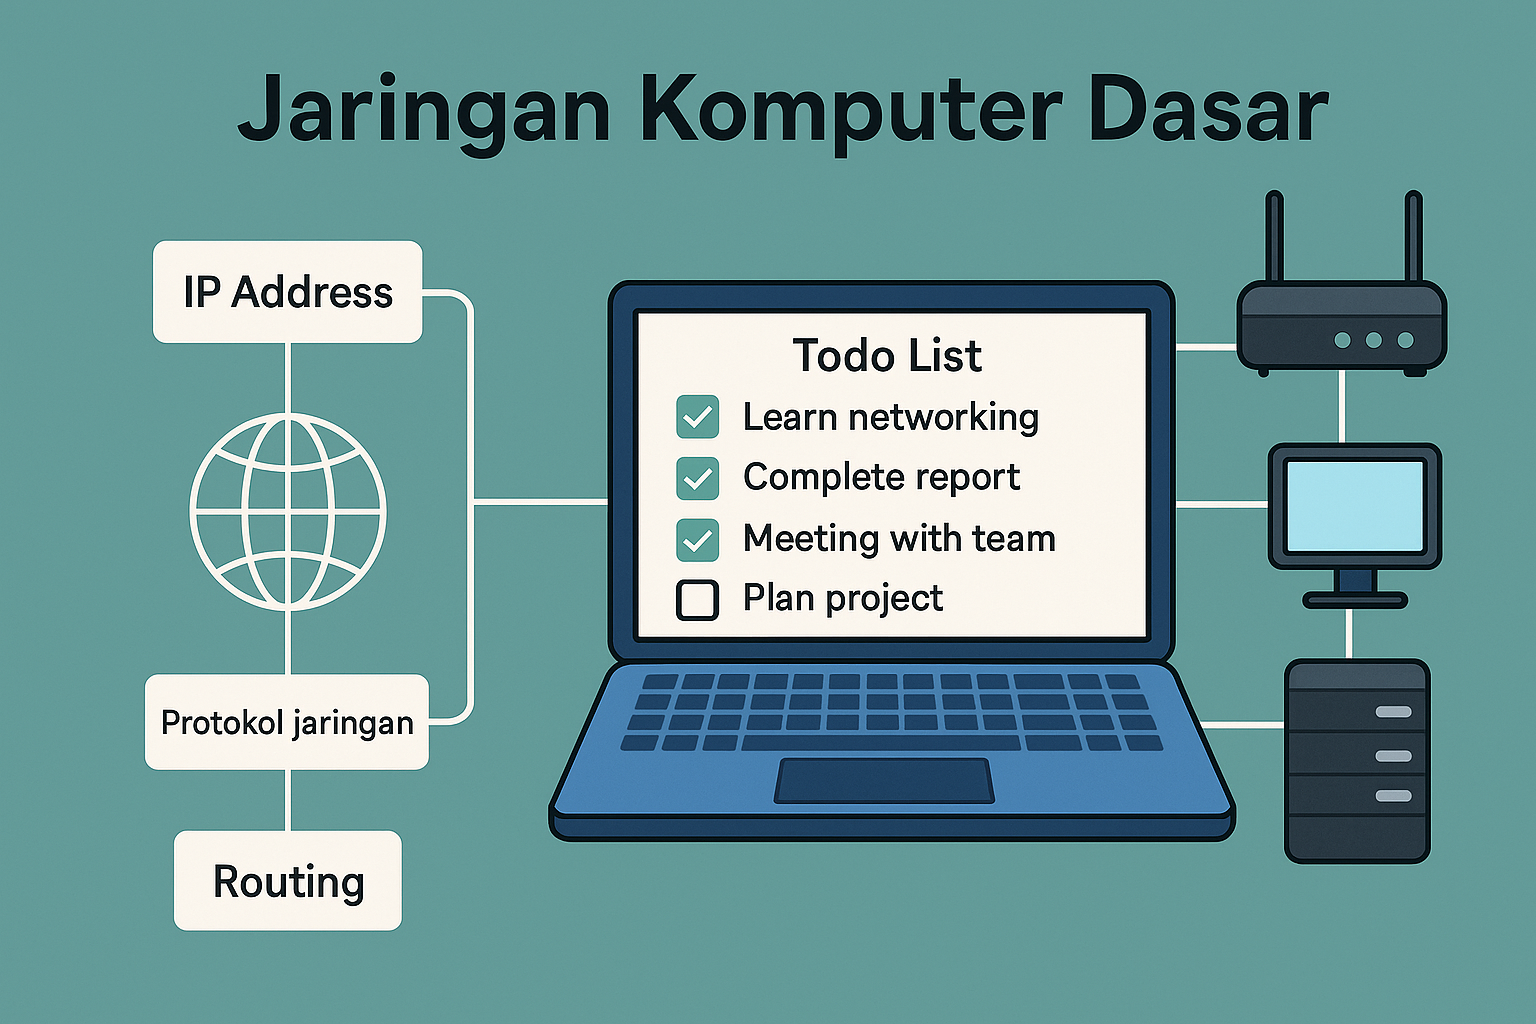 Jaringan Komputer Dasar
IP Address
Protokol jaringan
Routing
Todo List
Learn networking
Complete report
Meeting with team
Plan project